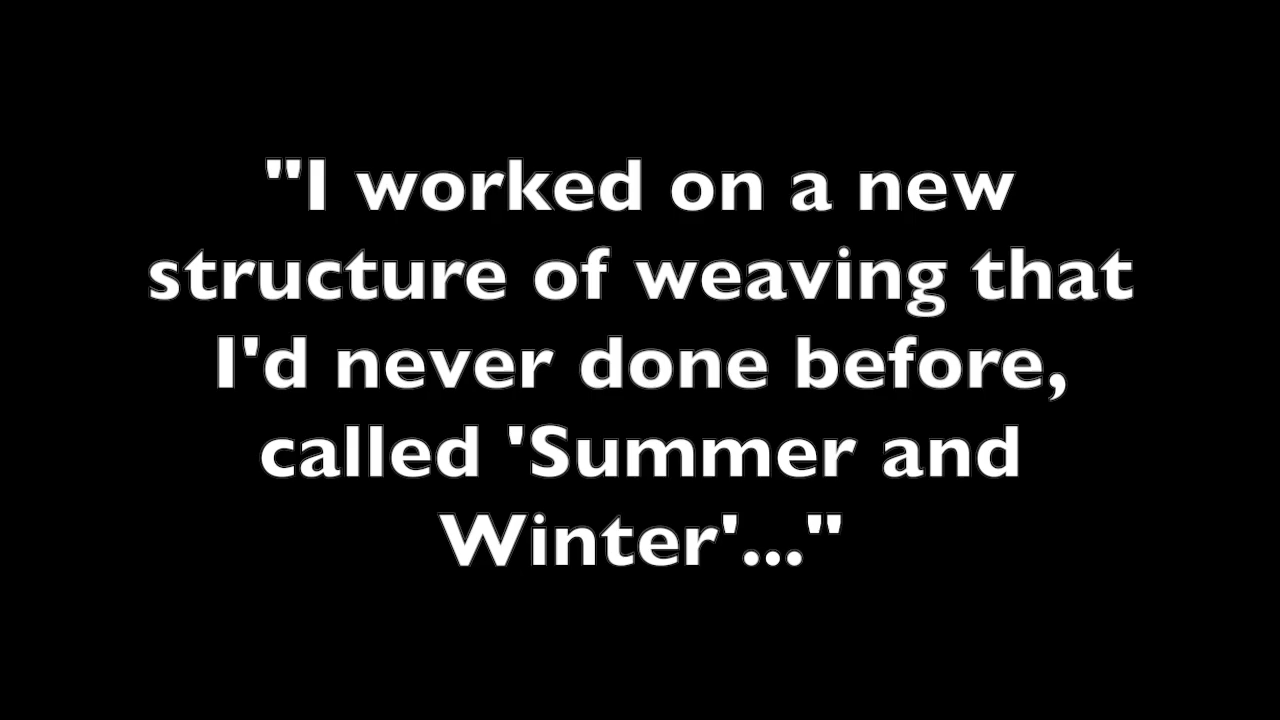 "I worked on a new
structure of weaving that
I'd never done before,
called 'Summer and
Winter'..."